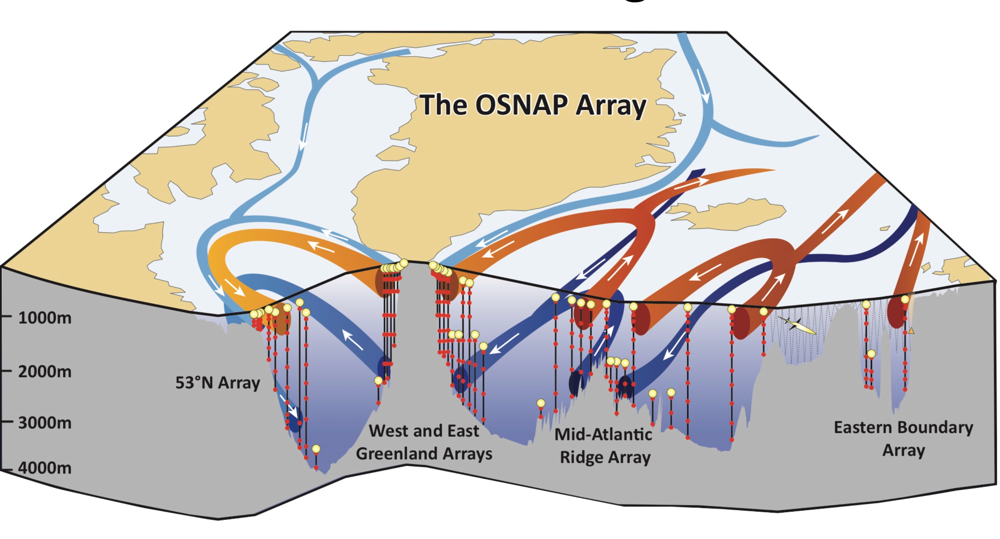 The OSNAP Array
1000m
2000m
3000m
4000m
53°N Array
West and East
Greenland Arrays
Mid-Atlantic
Ridge Array
Eastern Boundary
Array